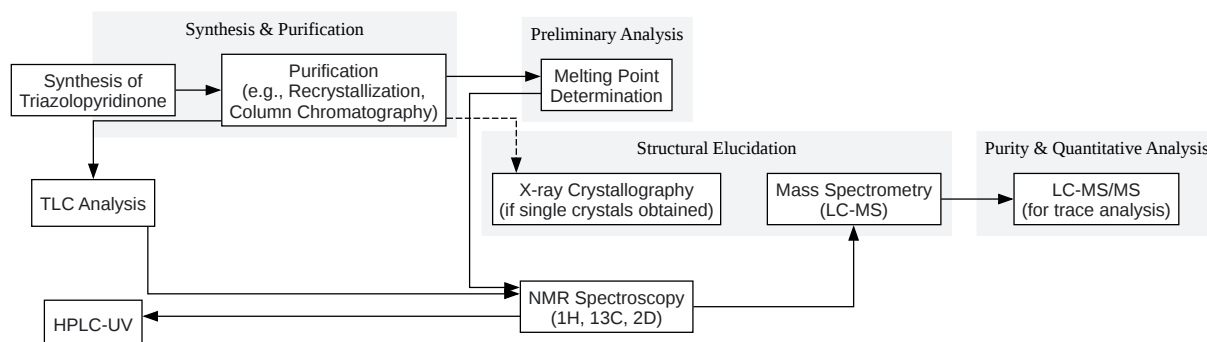 Synthesis & Purification
Preliminary Analysis
Synthesis of
Triazolopyridinone
Purification
(e.g., Recrystallization,
Column Chromatography)
Melting Point
Determination
Structural Elucidation
Purity & Quantitative Analysis
TLC Analysis
X-ray Crystallography
(if single crystals obtained)
Mass Spectrometry
(LC-MS)
LC-MS/MS
(for trace analysis)
NMR Spectroscopy
(1H, 13C, 2D)
HPLC-UV